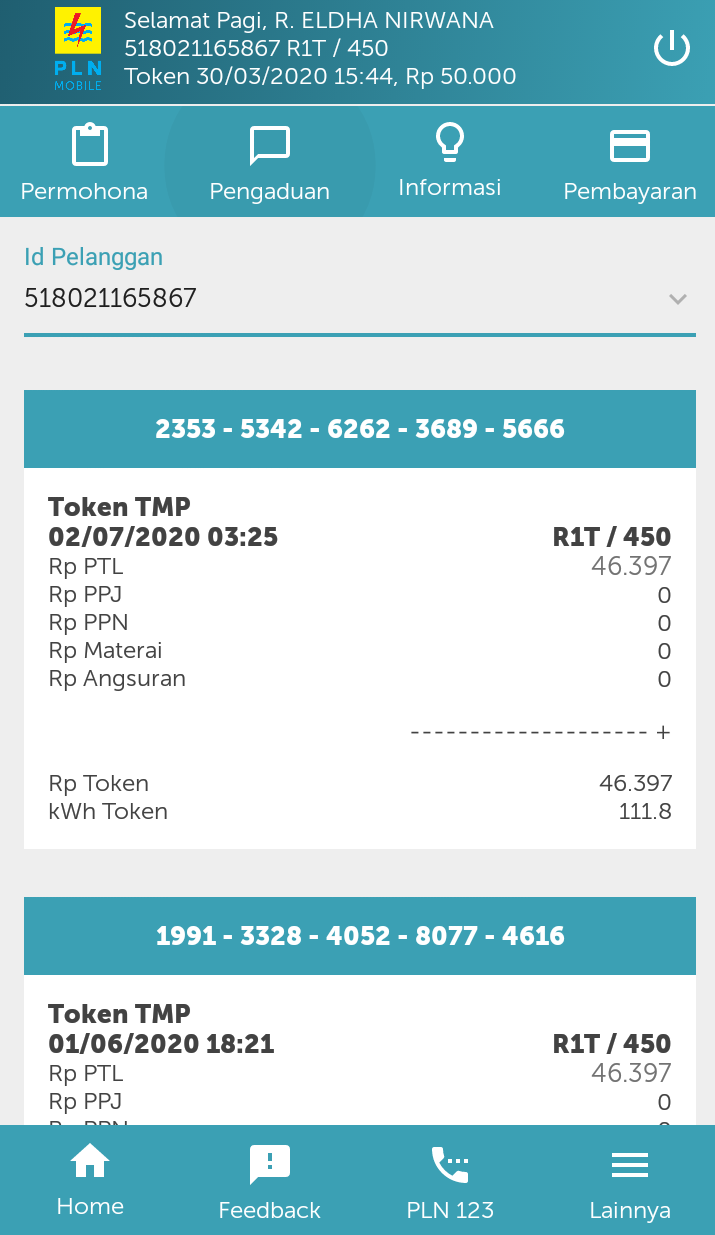 Selamat Pagi, R. ELDHA NIRWANA
518021165867 R1T / 450
Token 30/03/2020 15:44, Rp 50.000
PLN
MOBILE
Permohona
Pengaduan
Informasi
Pembayaran
Id Pelanggan
518021165867
2353 - 5342 - 6262 - 3689 - 5666
Token TMP
02/07/2020 03:25 R1T / 450
Rp PTL 46.397
Rp PPJ 0
Rp PPN 0
Rp Materai 0
Rp Angsuran 0
-------------------- +
Rp Token 46.397
kWh Token 111.8
1991 - 3328 - 4052 - 8077 - 4616
Token TMP
01/06/2020 18:21 R1T / 450
Rp PTL 46.397
Rp PPJ 0
Home
Feedback
PLN 123
Lainnya